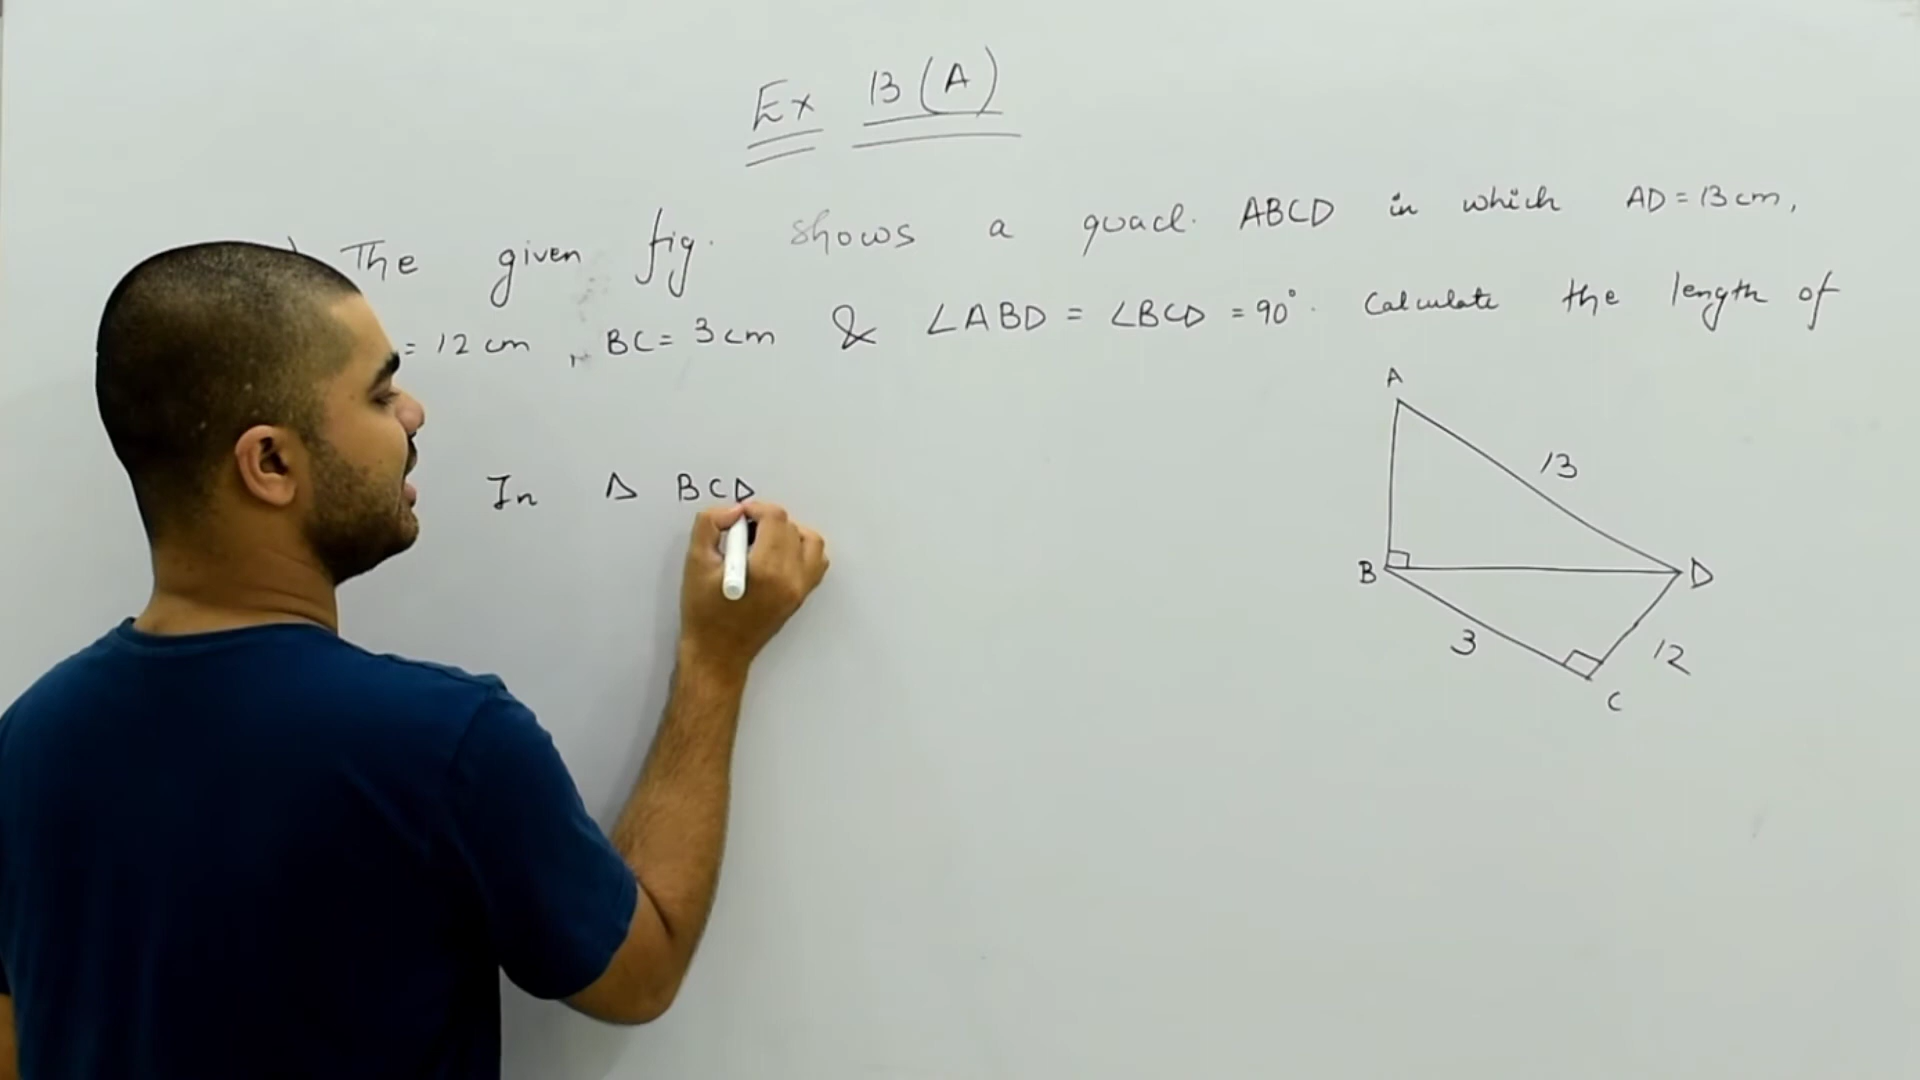 Ex 13 (A)
) The given fig. shows a quad. ABCD in which AD = 13 cm,
= 12 cm, BC = 3 cm & ∠ABD = ∠BCD = 90°. Calculate the length of
A
13
In Δ BCD
B
D
3
12
C